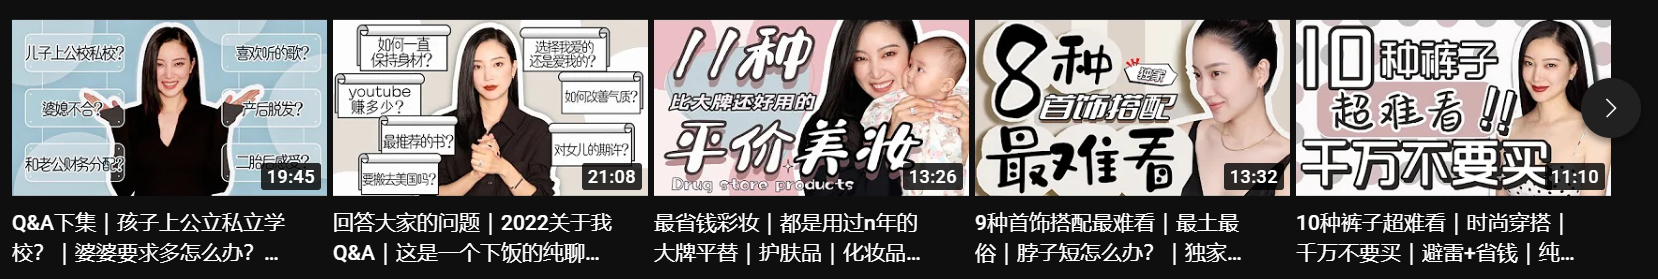 儿子上公校私校?
喜欢听的歌?
婆媳不合?
产后脱发?
和老公财务分配?
二胎后感受?
19:45
Q&A下集｜孩子上公立私立学
校？｜婆婆要求多怎么办？...
如何一直
保持身材?
选择我爱的
还是爱我的?
youtube
赚多少?
如何改善气质?
最推荐的书?
对女儿的期许?
要搬去美国吗?
21:08
回答大家的问题｜2022关于我
Q&A｜这是一个下饭的纯聊...
11种
比大牌还好用的
平价美妆
Drug store products
13:26
最省钱彩妆｜都是用过n年的
大牌平替｜护肤品｜化妆品...
8种
独家
首饰搭配
最难看
13:32
9种首饰搭配最难看｜最土最
俗｜脖子短怎么办？｜独家...
10种裤子
超难看!!
千万不要买
11:10
10种裤子超难看｜时尚穿搭｜
千万不要买｜避雷+省钱｜纯...